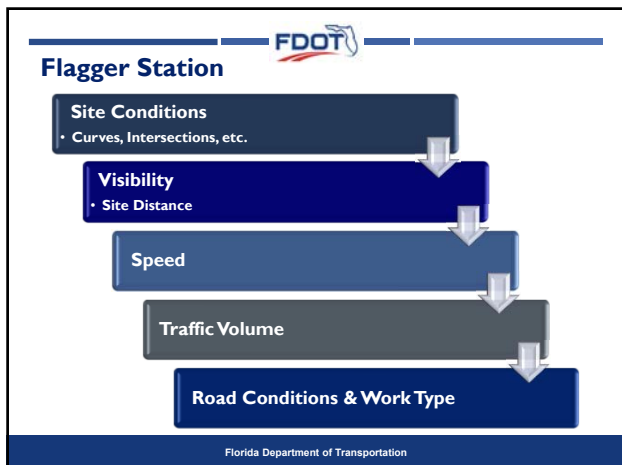 FDOT
Flagger Station
Site Conditions
• Curves, Intersections, etc.
Visibility
• Site Distance
Speed
Traffic Volume
Road Conditions & Work Type
Florida Department of Transportation